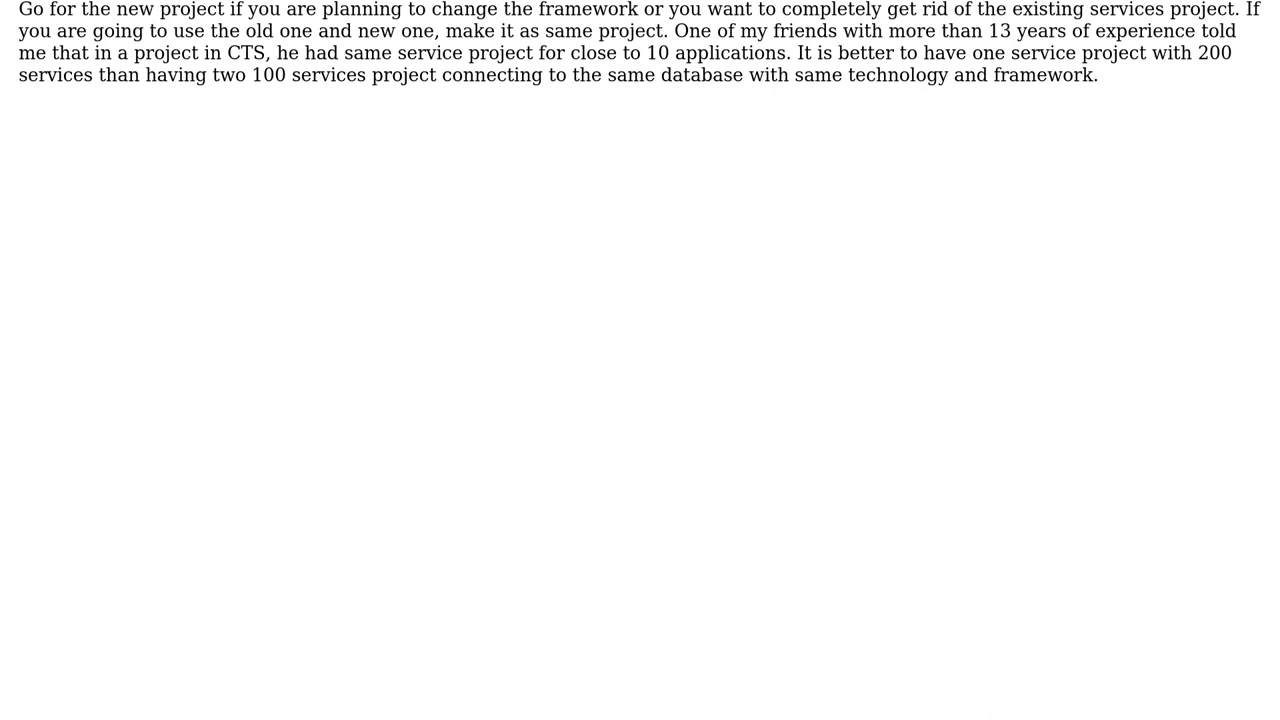 Go for the new project if you are planning to change the framework or you want to completely get rid of the existing services project. If
you are going to use the old one and new one, make it as same project. One of my friends with more than 13 years of experience told
me that in a project in CTS, he had same service project for close to 10 applications. It is better to have one service project with 200
services than having two 100 services project connecting to the same database with same technology and framework.